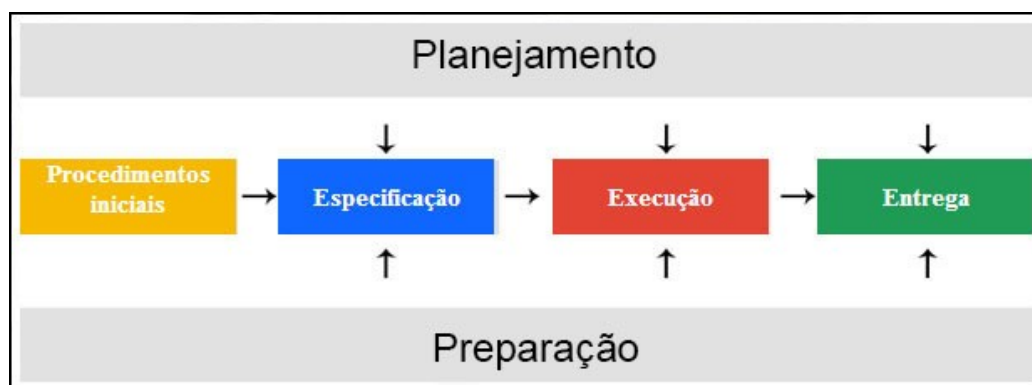 Planejamento
Procedimentos
iniciais
Especificação
Execução
Entrega
Preparação